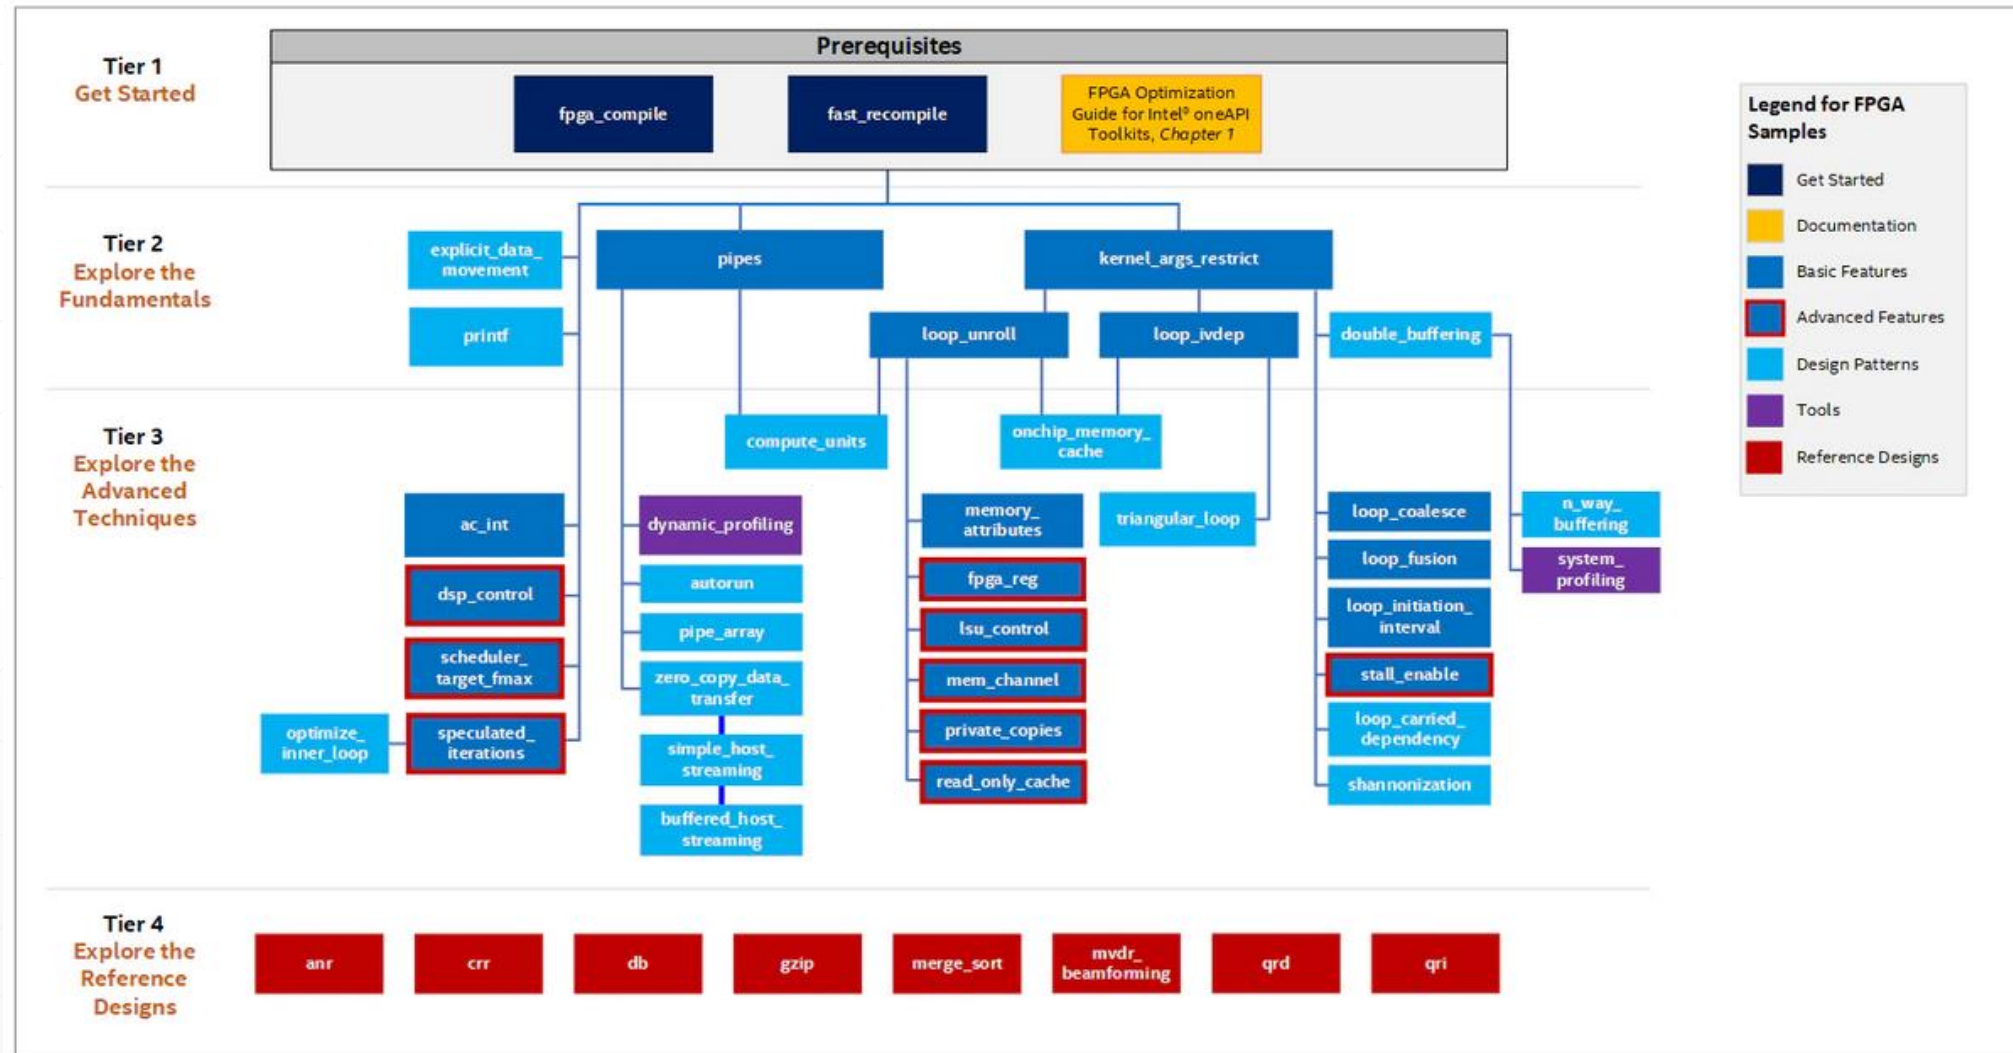 Prerequisites
Tier 1
Get Started
fpga_compile
fast_recompile
FPGA Optimization
Guide for Intel® oneAPI
Toolkits, Chapter 1
Legend for FPGA
Samples
Get Started
Documentation
Basic Features
Advanced Features
Design Patterns
Tools
Reference Designs
Tier 2
Explore the
Fundamentals
explicit_data_
movement
pipes
kernel_args_restrict
printf
loop_unroll
loop_ivdep
double_buffering
Tier 3
Explore the
Advanced
Techniques
compute_units
onchip_memory_
cache
ac_int
dsp_control
scheduler_
target_fmax
optimize_
inner_loop
speculated_
iterations
dynamic_profiling
autorun
pipe_array
zero_copy_data_
transfer
simple_host_
streaming
buffered_host_
streaming
memory_
attributes
fpga_reg
lsu_control
mem_channel
private_copies
read_only_cache
triangular_loop
loop_coalesce
loop_fusion
loop_initiation_
interval
stall_enable
loop_carried_
dependency
shannonization
n_way_
buffering
system_
profiling
Tier 4
Explore the
Reference
Designs
anr
crr
db
gzip
merge_sort
mvdr_
beamforming
qrd
qri